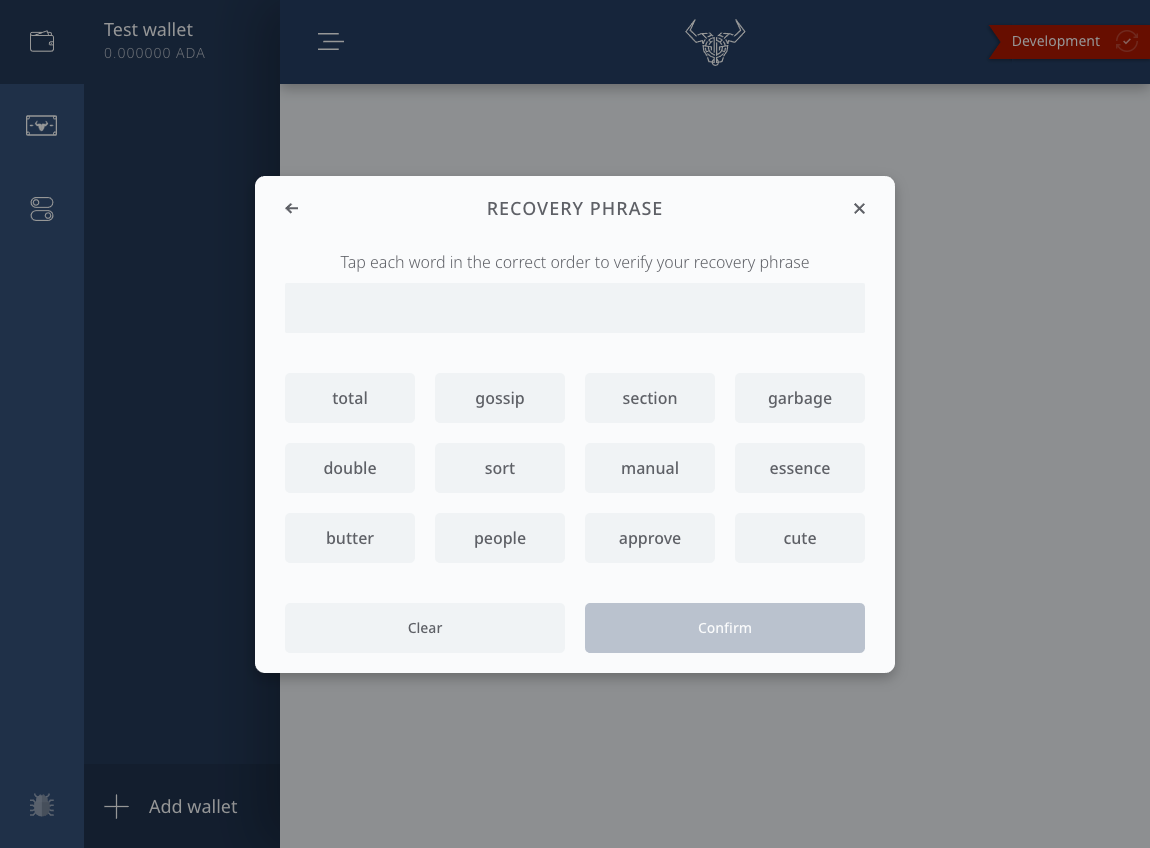 Test wallet
0.000000 ADA
Development
RECOVERY PHRASE
Tap each word in the correct order to verify your recovery phrase
total gossip section garbage
double sort manual essence
butter people approve cute
Clear Confirm
Add wallet